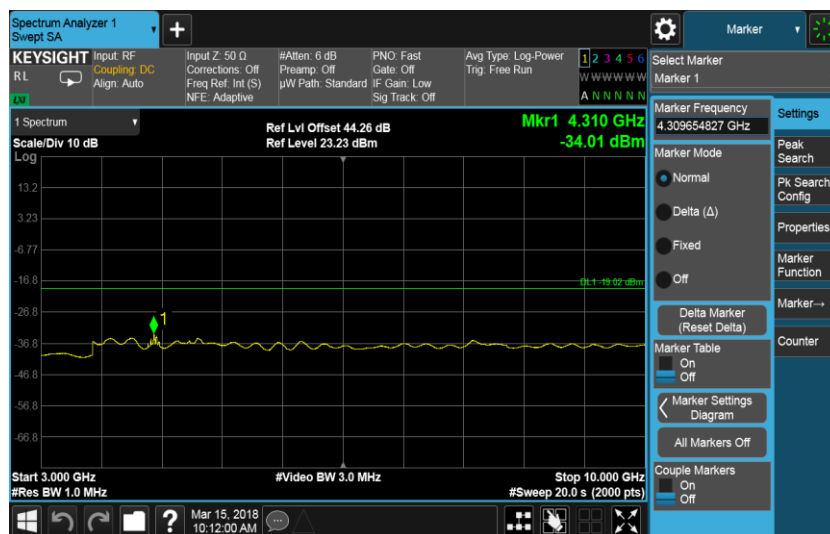 Spectrum Analyzer 1
Swept SA
+
Marker
KEYSIGHT
RL
LXI
Input: RF
Coupling: DC
Align: Auto
Input Z: 50 Ω
Corrections: Off
Freq Ref: Int (S)
NFE: Adaptive
#Atten: 6 dB
Preamp: Off
µW Path: Standard
PNO: Fast
Gate: Off
IF Gain: Low
Sig Track: Off
Avg Type: Log-Power
Trig: Free Run
1 2 3 4 5 6
W W W W W W
A N N N N N
Select Marker
Marker 1
1 Spectrum
Scale/Div 10 dB
Log
Ref Lvl Offset 44.26 dB
Ref Level 23.23 dBm
Mkr1 4.310 GHz
-34.01 dBm
13.2
3.23
-6.77
-16.8
-26.8
-36.8
-46.8
-56.8
-66.8
DL1 -19.02 dBm
1
Start 3.000 GHz
#Res BW 1.0 MHz
#Video BW 3.0 MHz
Stop 10.000 GHz
#Sweep 20.0 s (2000 pts)
Marker Frequency
4.309654827 GHz
Marker Mode
Normal
Delta (Δ)
Fixed
Off
Delta Marker
(Reset Delta)
Marker Table
On
Off
Marker Settings
Diagram
All Markers Off
Couple Markers
On
Off
Settings
Peak
Search
Pk Search
Config
Properties
Marker
Function
Marker→
Counter
?
Mar 15, 2018
10:12:00 AM